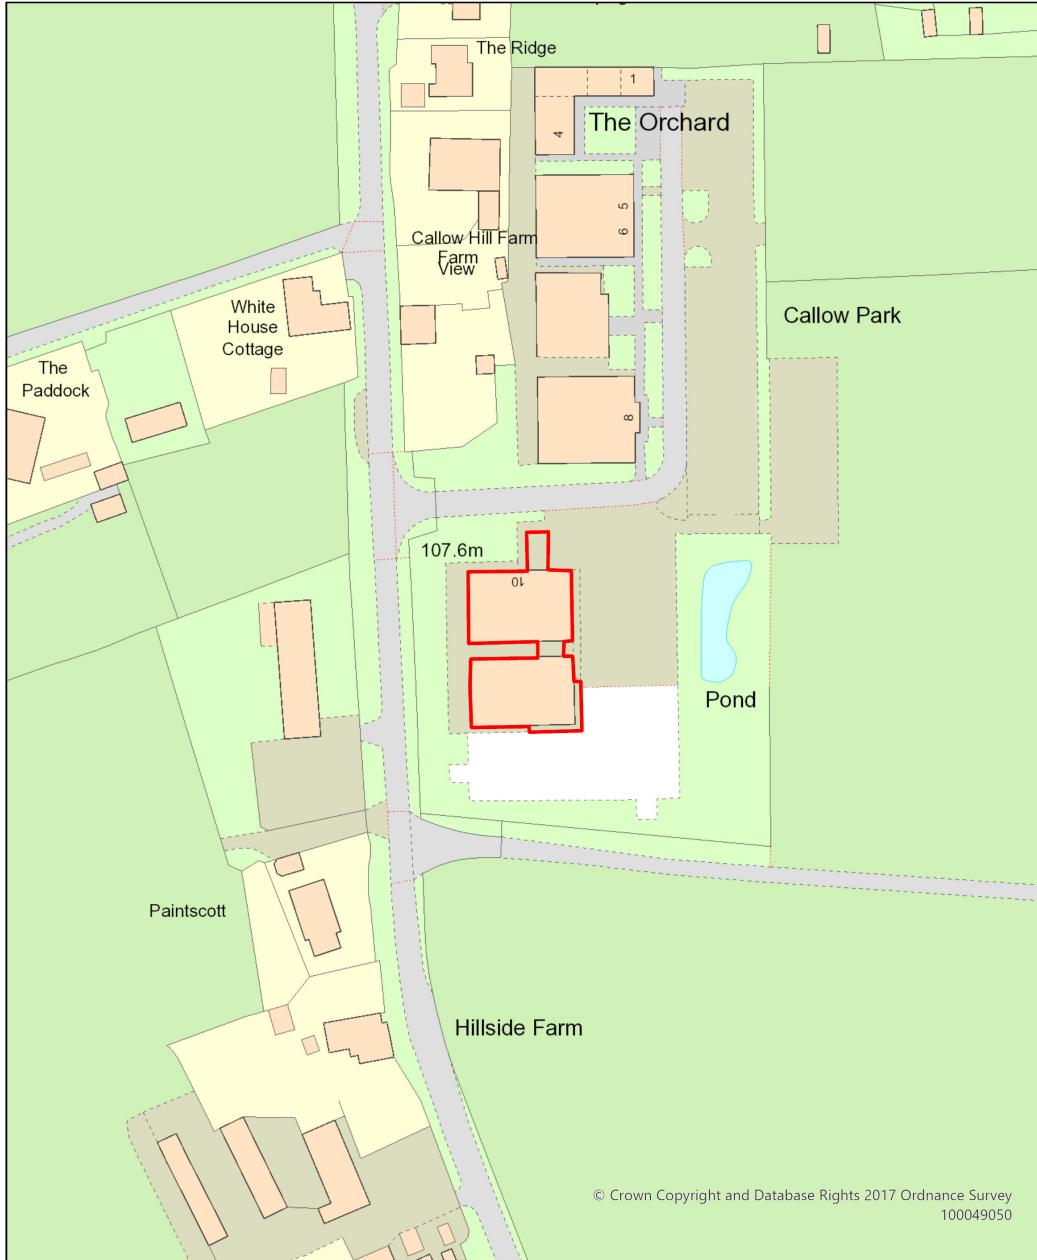 The Ridge
1
The Orchard
4
5
6
Callow Hill Farm
Farm
View
White
House
Cottage
Callow Park
The
Paddock
8
107.6m
10
Pond
Paintscott
Hillside Farm
© Crown Copyright and Database Rights 2017 Ordnance Survey
100049050